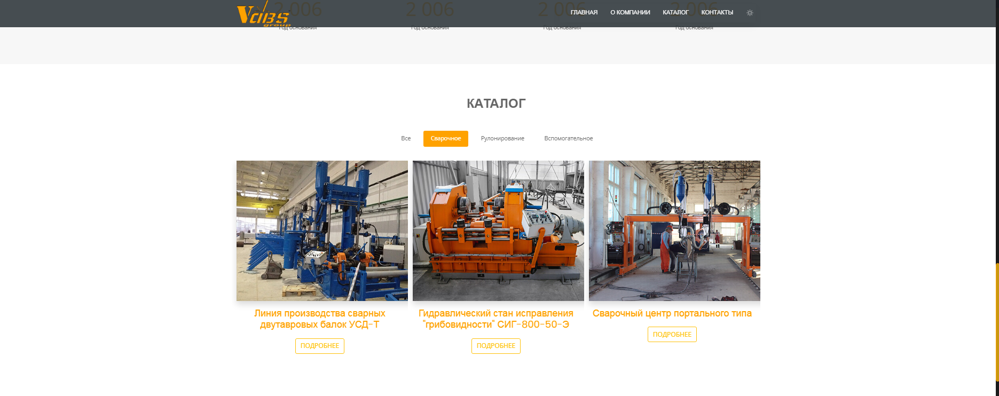 Vdibs
group
ГЛАВНАЯ
О КОМПАНИИ
КАТАЛОГ
КОНТАКТЫ
2 006
2 006
2 006
2 006
Год основания
Год основания
Год основания
Год основания
КАТАЛОГ
Все
Сварочное
Рулонирование
Вспомогательное
Линия производства сварных
двутавровых балок УСД-Т
ПОДРОБНЕЕ
Гидравлический стан исправления
"грибовидности" СИГ-800-50-Э
ПОДРОБНЕЕ
Сварочный центр портального типа
ПОДРОБНЕЕ